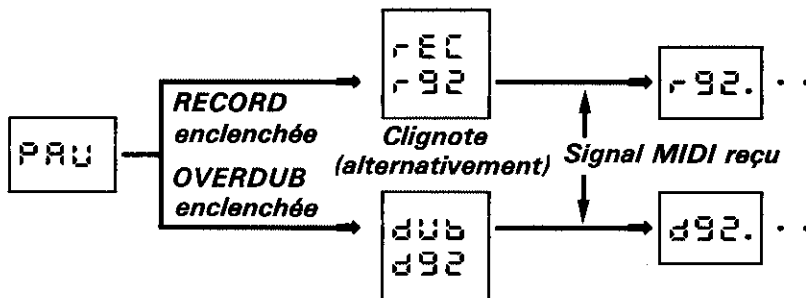 PAU
RECORD
enclenchée
OVERDUB
enclenchée
rEC
r92
Clignote
(alternativement)
dUb
d92
Signal MIDI reçu
r92. . .
d92. . .